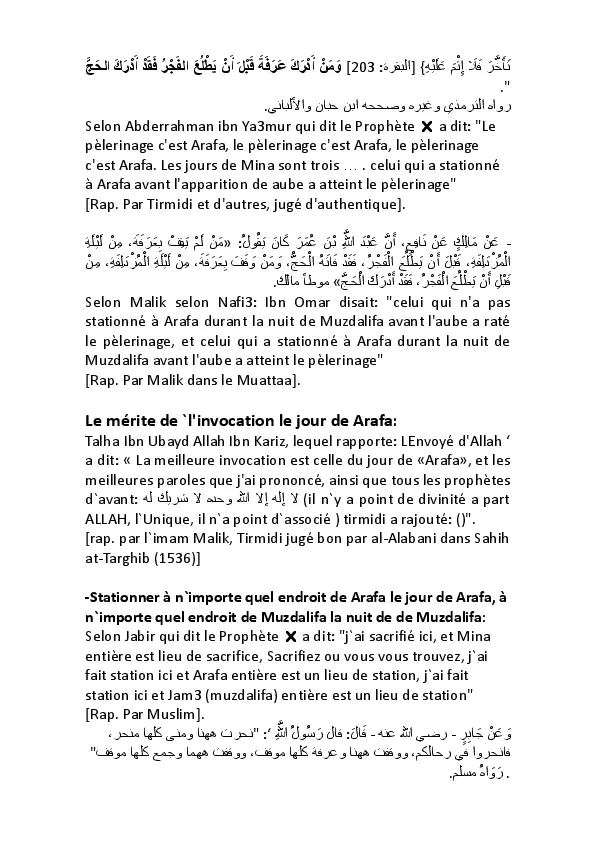 تَأَخَّرَ فَلَا إِثْمَ عَلَيْهِ} [البقرة: 203] وَمَنْ أَدْرَكَ عَرَفَةَ قَبْلَ أَنْ يَطْلُعَ الفَجْرُ فَقَدْ أَدْرَكَ الحَجَّ
".
رواه الترمذي وغيره وصححه ابن حبان والألباني.
Selon Abderrahman ibn Ya3mur qui dit le Prophète ✗ a dit: "Le
pèlerinage c'est Arafa, le pèlerinage c'est Arafa, le pèlerinage
c'est Arafa. Les jours de Mina sont trois … . celui qui a stationné
à Arafa avant l'apparition de aube a atteint le pèlerinage"
[Rap. Par Tirmidi et d'autres, jugé d'authentique].
- عَنْ مَالِكٍ عَنْ نَافِعٍ، أَنَّ عَبْدَ اللَّهِ بْنَ عُمَرَ كَانَ يَقُولُ: «مَنْ لَمْ يَقِفْ بِعَرَفَةَ، مِنْ لَيْلَةِ
الْمُزْدَلِفَةِ، قَبْلَ أَنْ يَطْلُعَ الْفَجْرُ، فَقَدْ فَاتَهُ الْحَجُّ، وَمَنْ وَقَفَ بِعَرَفَةَ، مِنْ لَيْلَةِ الْمُزْدَلِفَةِ، مِنْ
قَبْلِ أَنْ يَطْلُعَ الْفَجْرُ، فَقَدْ أَدْرَكَ الْحَجَّ» موطأ مالك.
Selon Malik selon Nafi3: Ibn Omar disait: "celui qui n'a pas
stationné à Arafa durant la nuit de Muzdalifa avant l'aube a raté
le pèlerinage, et celui qui a stationné à Arafa durant la nuit de
Muzdalifa avant l'aube a atteint le pèlerinage"
[Rap. Par Malik dans le Muattaa].
Le mérite de `l'invocation le jour de Arafa:
Talha Ibn Ubayd Allah Ibn Kariz, lequel rapporte: LEnvoyé d'Allah ‘
a dit: « La meilleure invocation est celle du jour de «Arafa», et les
meilleures paroles que j'ai prononcé, ainsi que tous les prophètes
d`avant: لا إله إلا الله وحده لا شريك له (il n`y a point de divinité a part
ALLAH, l`Unique, il n`a point d`associé ) tirmidi a rajouté: ()".
[rap. par l`imam Malik, Tirmidi jugé bon par al-Alabani dans Sahih
at-Targhib (1536)]
-Stationner à n`importe quel endroit de Arafa le jour de Arafa, à
n`importe quel endroit de Muzdalifa la nuit de de Muzdalifa:
Selon Jabir qui dit le Prophète ✗ a dit: "j`ai sacrifié ici, et Mina
entière est lieu de sacrifice, Sacrifiez ou vous vous trouvez, j`ai
fait station ici et Arafa entière est un lieu de station, j`ai fait
station ici et Jam3 (muzdalifa) entière est un lieu de station"
[Rap. Par Muslim].
وَعَنْ جَابِرٍ - رضي الله عنه - قَالَ: قال رَسُولُ اللَّهِ ‘: "نحرت ههنا ومنى كلها منحر،
فانحروا في رحالكم، ووقفت ههنا وعرفة كلها موقف، ووقفت ههما وجمع كلها موقف"
. رَوَاهُ مسلم.